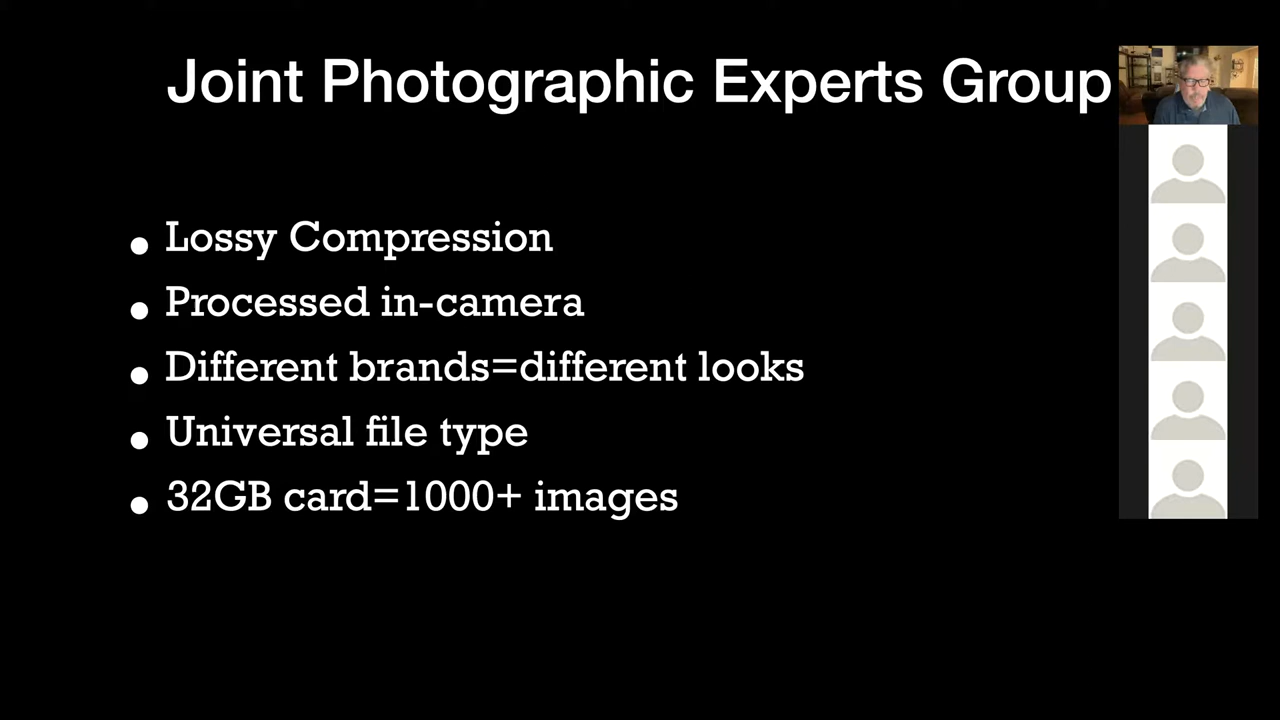 Joint Photographic Experts Group
• Lossy Compression
• Processed in-camera
• Different brands=different looks
• Universal file type
• 32GB card=1000+ images